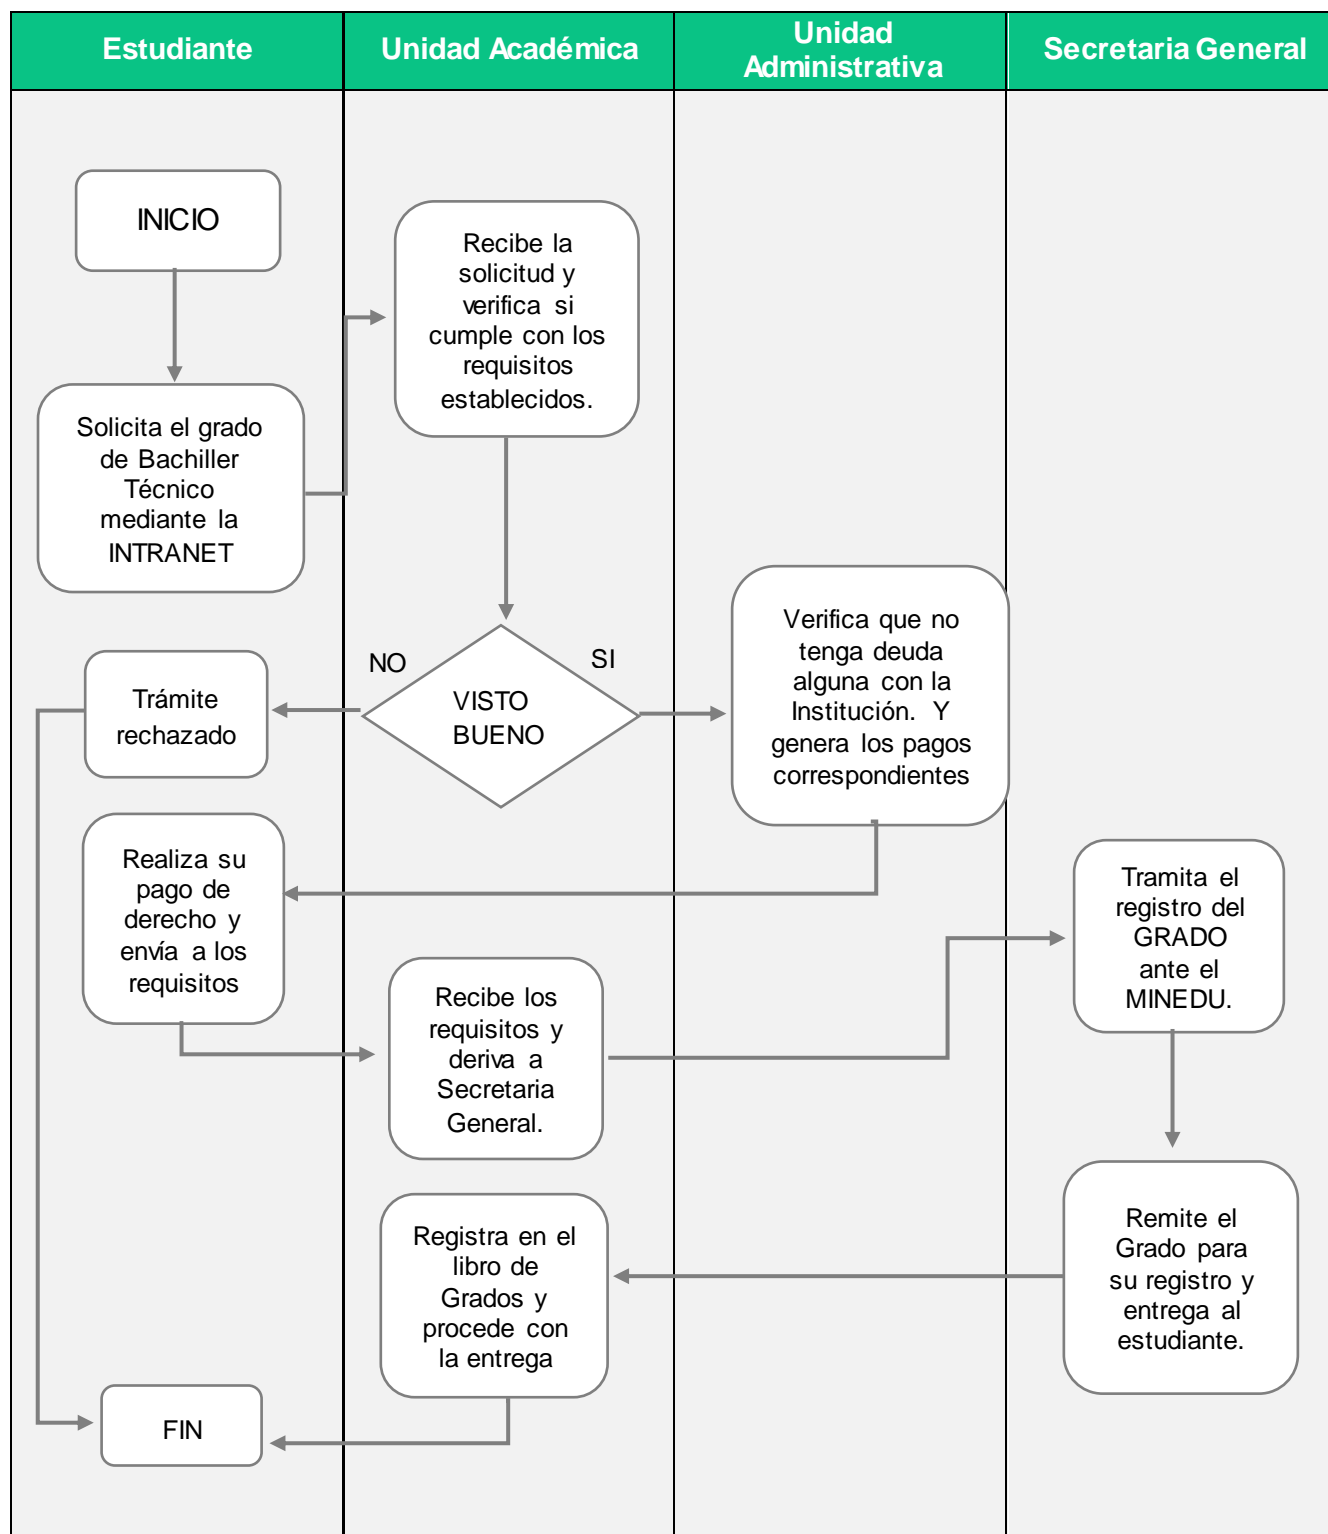 Estudiante
Unidad Académica
Unidad
Administrativa
Secretaria General
INICIO
Solicita el grado
de Bachiller
Técnico
mediante la
INTRANET
Recibe la
solicitud y
verifica si
cumple con los
requisitos
establecidos.
NO
VISTO
BUENO
SI
Trámite
rechazado
Verifica que no
tenga deuda
alguna con la
Institución. Y
genera los pagos
correspondientes
Realiza su
pago de
derecho y
envía a los
requisitos
Recibe los
requisitos y
deriva a
Secretaria
General.
Tramita el
registro del
GRADO
ante el
MINEDU.
Remite el
Grado para
su registro y
entrega al
estudiante.
Registra en el
libro de
Grados y
procede con
la entrega
FIN